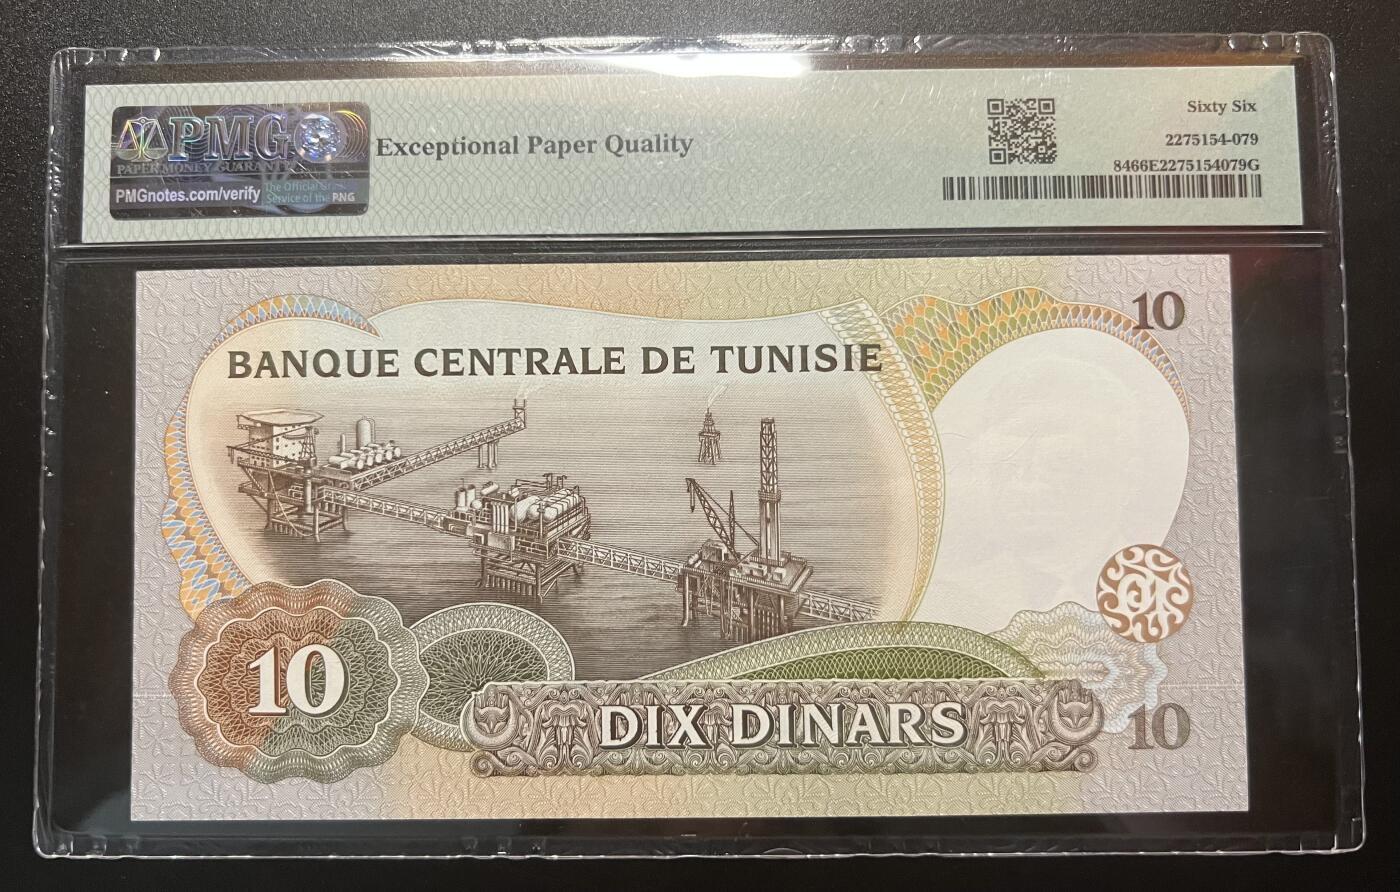 PMG
PAPER MONEY GUARANTY
PMGnotes.com/verify
The Official Grading
Service of the PNG
Exceptional Paper Quality
Sixty Six
2275154-079
8466E2275154079G
10
BANQUE CENTRALE DE TUNISIE
10
DIX DINARS
10